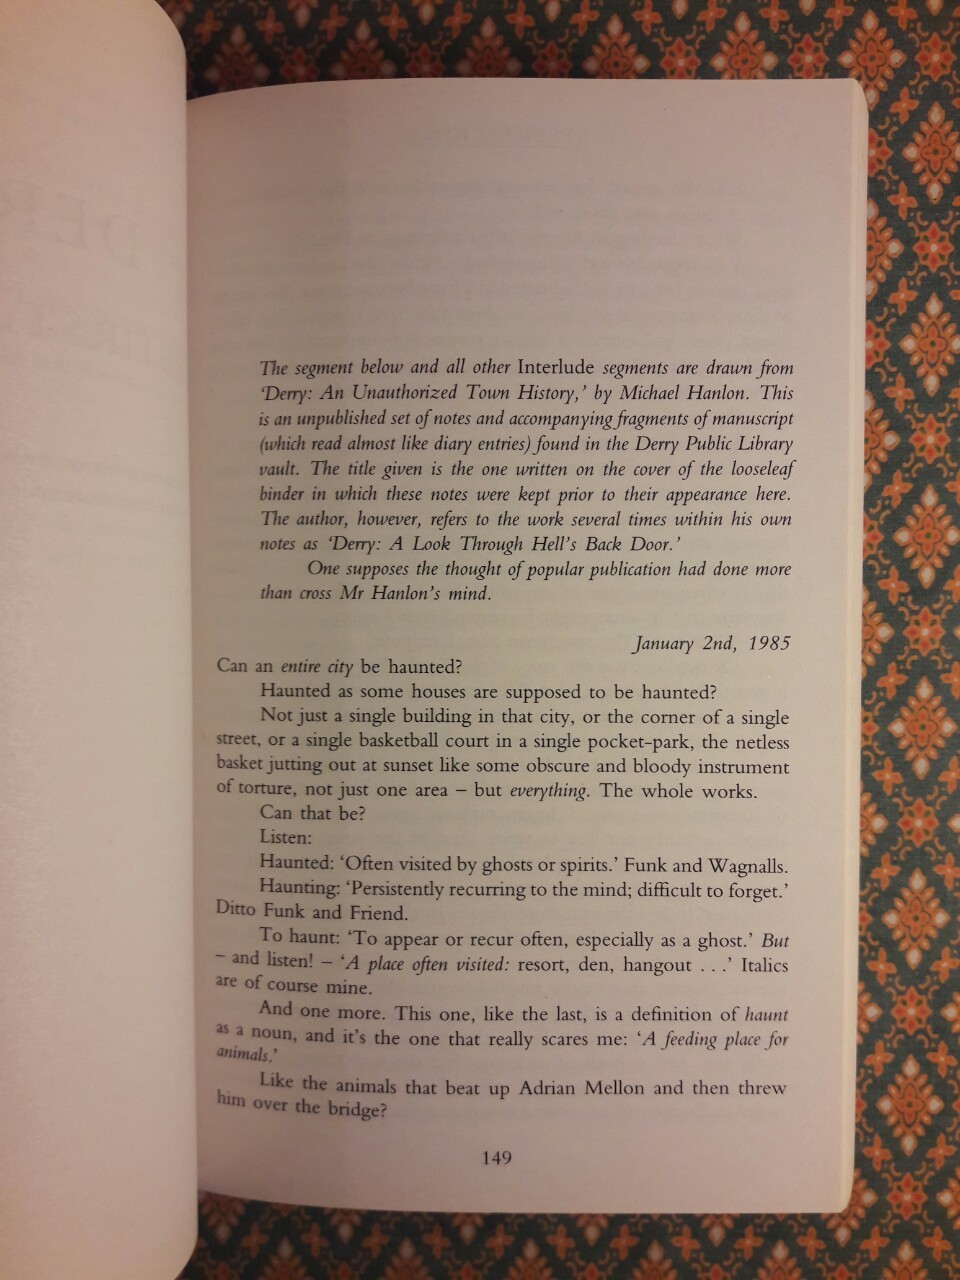 The segment below and all other Interlude segments are drawn from
‘Derry: An Unauthorized Town History,’ by Michael Hanlon. This
is an unpublished set of notes and accompanying fragments of manuscript
(which read almost like diary entries) found in the Derry Public Library
vault. The title given is the one written on the cover of the looseleaf
binder in which these notes were kept prior to their appearance here.
The author, however, refers to the work several times within his own
notes as ‘Derry: A Look Through Hell’s Back Door.’
One supposes the thought of popular publication had done more
than cross Mr Hanlon’s mind.
January 2nd, 1985
Can an entire city be haunted?
Haunted as some houses are supposed to be haunted?
Not just a single building in that city, or the corner of a single
street, or a single basketball court in a single pocket-park, the netless
basket jutting out at sunset like some obscure and bloody instrument
of torture, not just one area – but everything. The whole works.
Can that be?
Listen:
Haunted: ‘Often visited by ghosts or spirits.’ Funk and Wagnalls.
Haunting: ‘Persistently recurring to the mind; difficult to forget.’
Ditto Funk and Friend.
To haunt: ‘To appear or recur often, especially as a ghost.’ But
– and listen! – ‘A place often visited: resort, den, hangout . . .’ Italics
are of course mine.
And one more. This one, like the last, is a definition of haunt
as a noun, and it’s the one that really scares me: ‘A feeding place for
animals.’
Like the animals that beat up Adrian Mellon and then threw
him over the bridge?
149